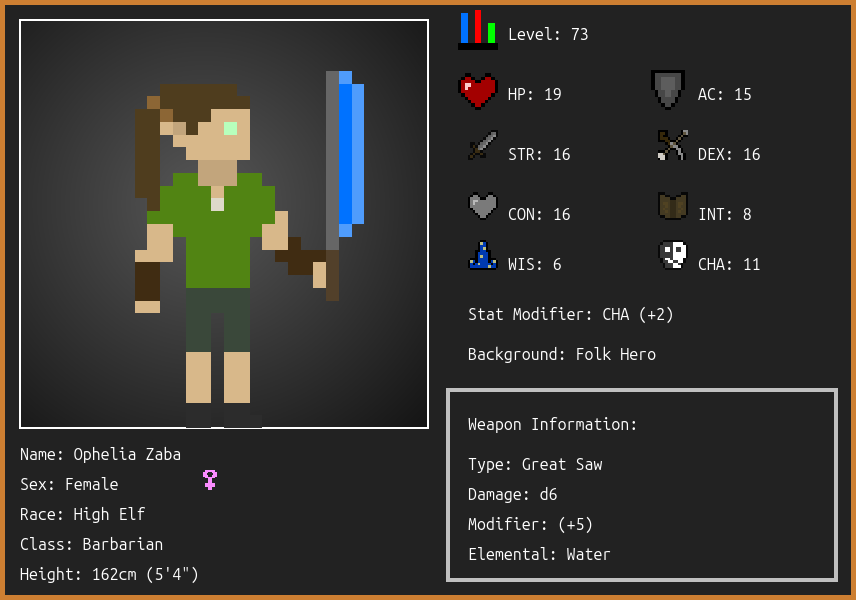 Level: 73
HP: 19
AC: 15
STR: 16
DEX: 16
CON: 16
INT: 8
WIS: 6
CHA: 11
Stat Modifier: CHA (+2)
Background: Folk Hero
Weapon Information:
Type: Great Saw
Damage: d6
Modifier: (+5)
Elemental: Water
Name: Ophelia Zaba
Sex: Female
Race: High Elf
Class: Barbarian
Height: 162cm (5'4")